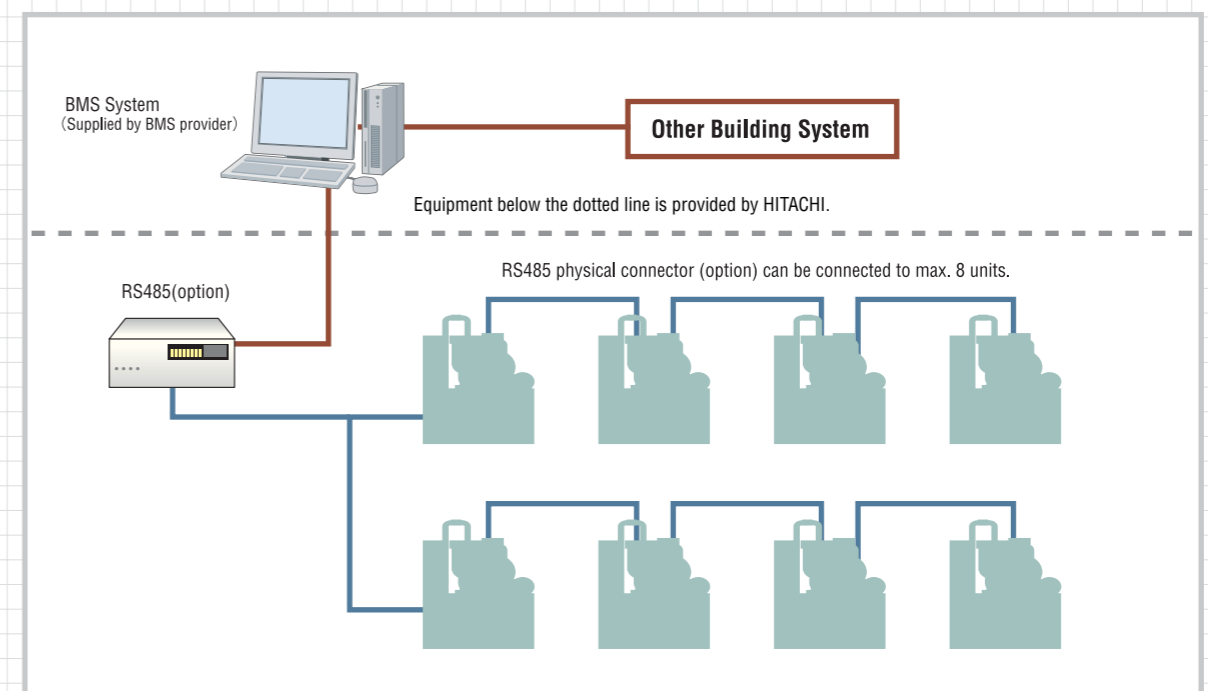 BMS System
（Supplied by BMS provider）
Other Building System
Equipment below the dotted line is provided by HITACHI.
RS485 physical connector (option) can be connected to max. 8 units.
RS485(option)